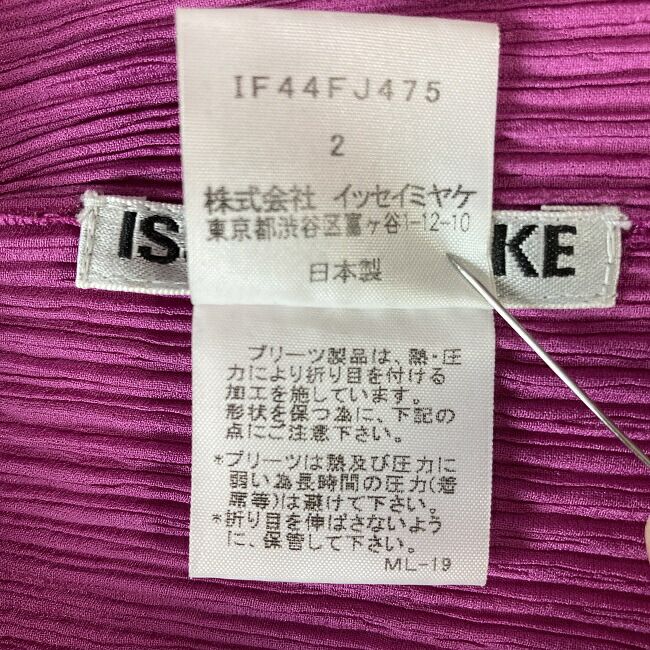 IF44FJ475
2
株式会社 イッセイミヤケ
東京都渋谷区富ヶ谷1-12-10
日本製
IS
KE
プリーツ製品は、熱・圧
力により折り目を付ける
加工を施しています。
形状を保つ為に、下記の
点にご注意下さい。
*プリーツは熱及び圧力に
弱い為長時間の圧力(着
席等)は避けて下さい。
*折り目を伸ばさないよう
に、保管して下さい。
ML-19